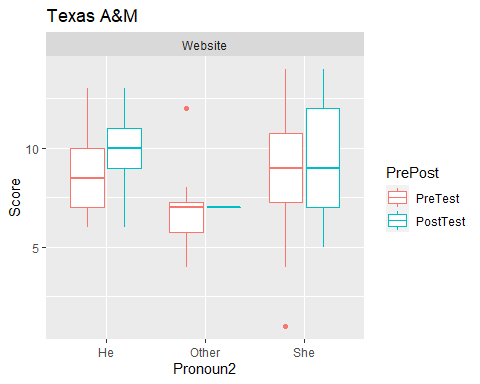 Texas A&M
Website
10
5
Score
He
Other
She
Pronoun2
PrePost
PreTest
PostTest